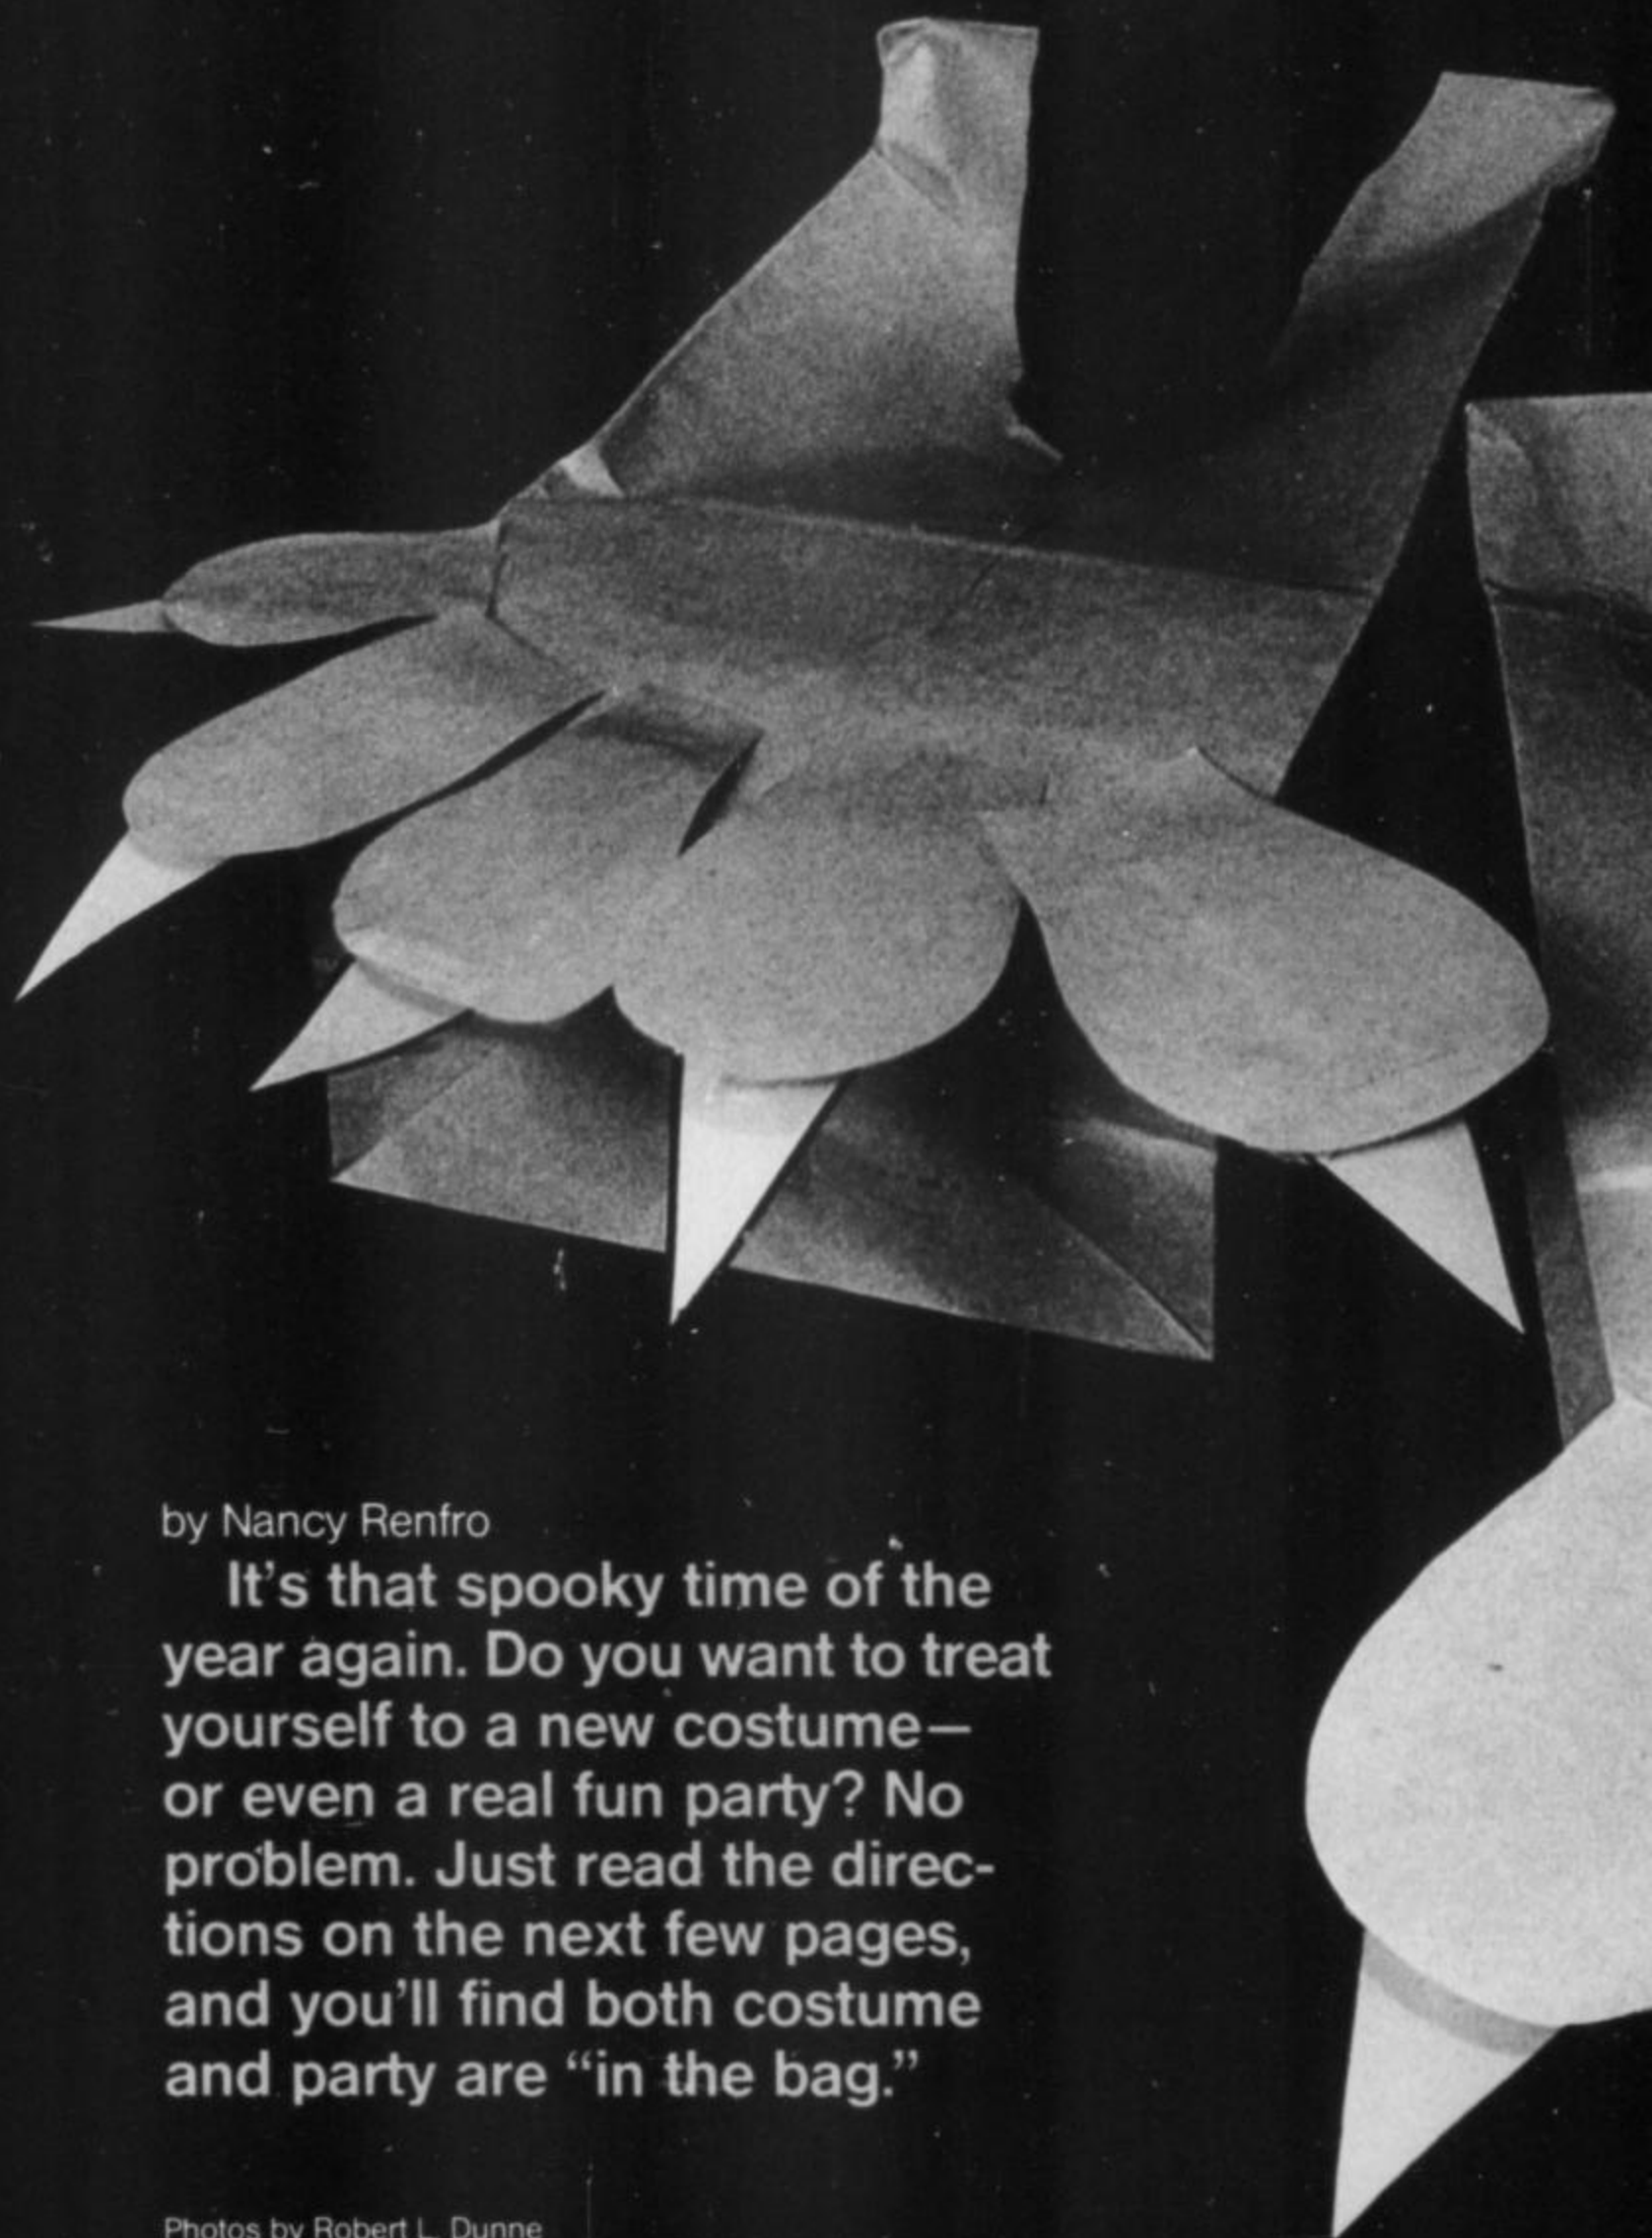 by Nancy Renfro
It's that spooky time of the
year again. Do you want to treat
yourself to a new costume—
or even a real fun party? No
problem. Just read the direc-
tions on the next few pages,
and you'll find both costume
and party are “in the bag.”
Photos by Robert L. Dunne